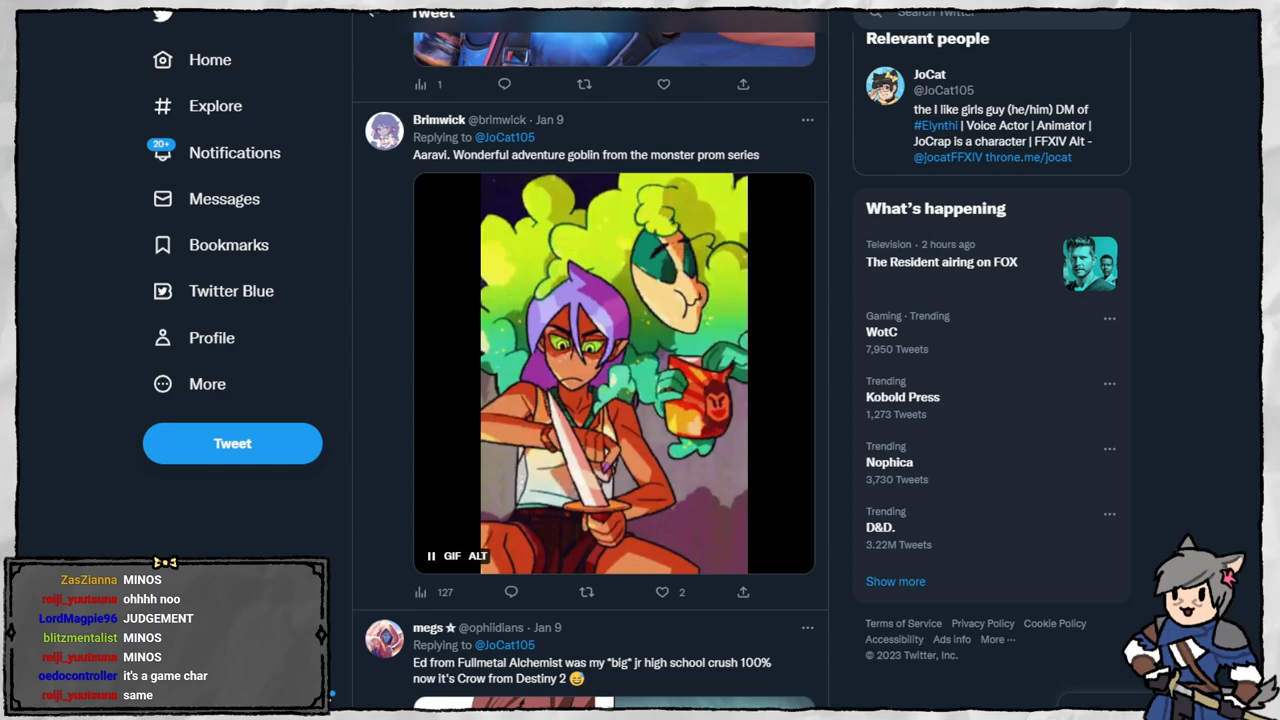 Home
Explore
20+
Notifications
Messages
Bookmarks
Twitter Blue
Profile
More
Tweet
Tweet
1
Brimwick @brimwick · Jan 9
Replying to @JoCat105
Aaravi. Wonderful adventure goblin from the monster prom series
GIF ALT
127
2
megs @ophiidians · Jan 9
Replying to @JoCat105
Ed from Fullmetal Alchemist was my *big* jr high school crush 100%
now it's Crow from Destiny 2
Search Twitter
Relevant people
JoCat
@JoCat105
the I like girls guy (he/him) DM of
#Elynthi | Voice Actor | Animator |
JoCrap is a character | FFXIV Alt -
@jocatFFXIV throne.me/jocat
What's happening
Television · 2 hours ago
The Resident airing on FOX
Gaming · Trending
WotC
7,950 Tweets
Trending
Kobold Press
1,273 Tweets
Trending
Nophica
3,730 Tweets
Trending
D&D.
3.22M Tweets
Show more
Terms of Service Privacy Policy Cookie Policy
Accessibility Ads info More ···
© 2023 Twitter, Inc.
ZasZianna MINOS
reiji_yuutsuna ohhhh noo
LordMagpie96 JUDGEMENT
blitzmentalist MINOS
reiji_yuutsuna MINOS
oedocontroller it's a game char
reiji_yuutsuna same